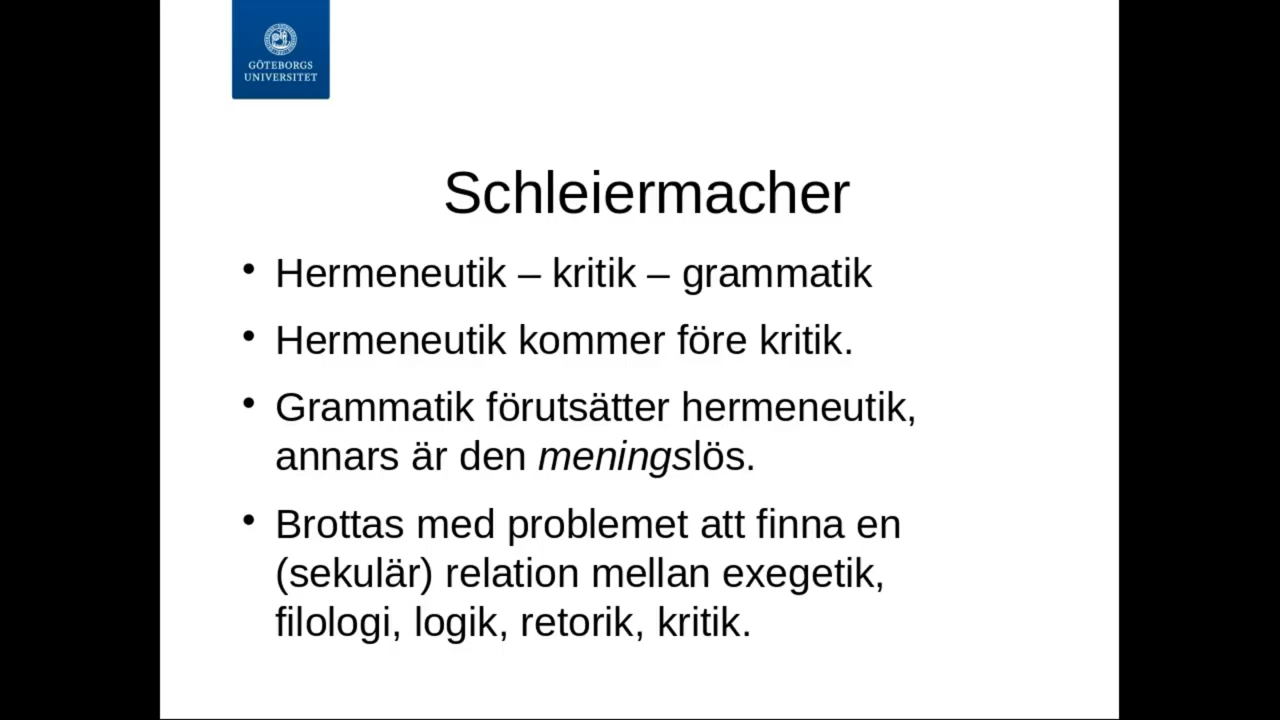 GÖTEBORGS
UNIVERSITET
Schleiermacher
• Hermeneutik – kritik – grammatik
• Hermeneutik kommer före kritik.
• Grammatik förutsätter hermeneutik,
annars är den meningslös.
• Brottas med problemet att finna en
(sekulär) relation mellan exegetik,
filologi, logik, retorik, kritik.